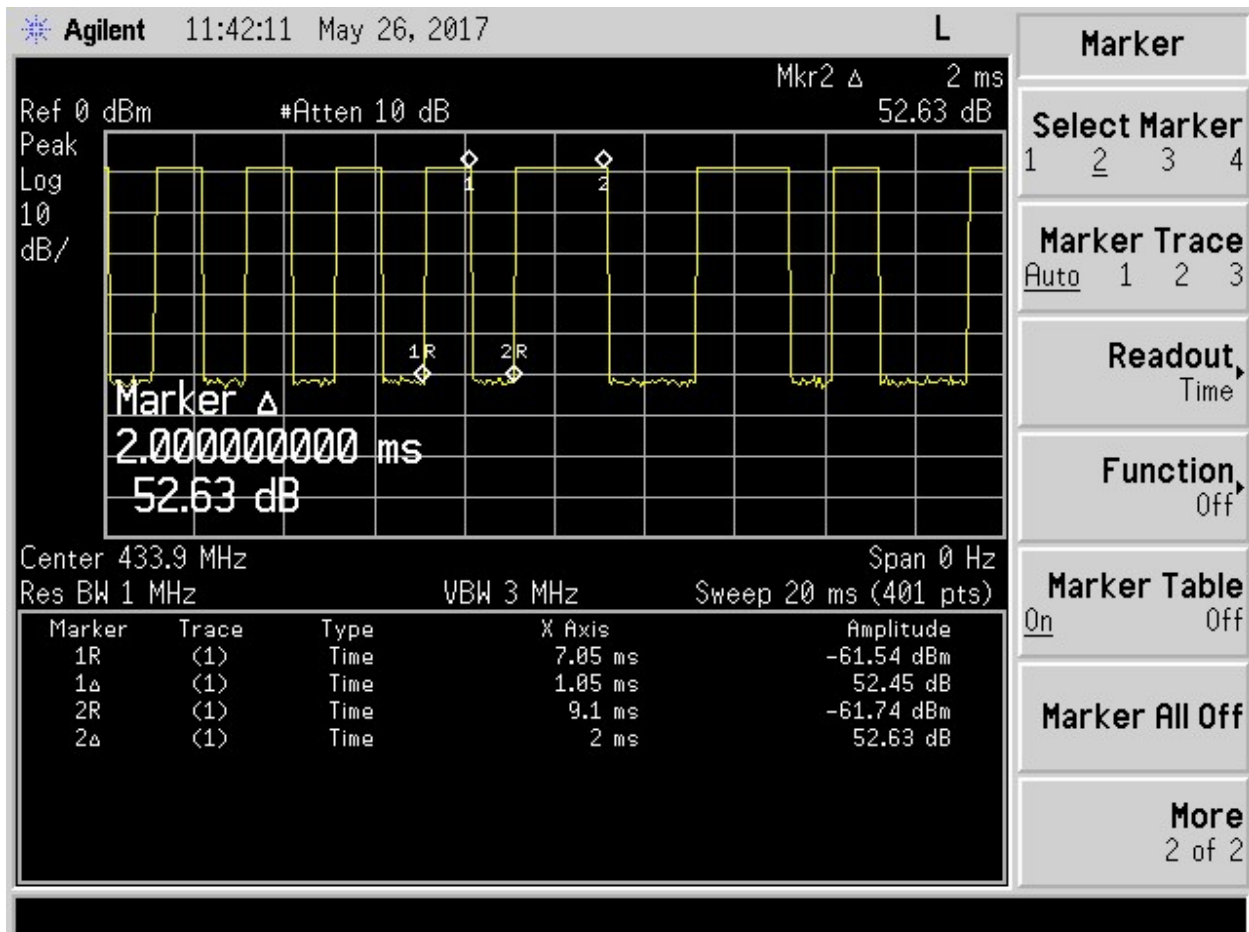 Agilent 11:42:11 May 26, 2017 L
Mkr2 Δ 2 ms
Ref 0 dBm #Atten 10 dB 52.63 dB
Peak
Log
10
dB/
1
2
1R
2R
Marker Δ
2.000000000 ms
52.63 dB
Center 433.9 MHz Span 0 Hz
Res BW 1 MHz VBW 3 MHz Sweep 20 ms (401 pts)
Marker Trace Type X Axis Amplitude
1R (1) Time 7.05 ms -61.54 dBm
1Δ (1) Time 1.05 ms 52.45 dB
2R (1) Time 9.1 ms -61.74 dBm
2Δ (1) Time 2 ms 52.63 dB
Marker
Select Marker
1 2 3 4
Marker Trace
Auto 1 2 3
Readout
Time
Function
Off
Marker Table
On Off
Marker All Off
More
2 of 2